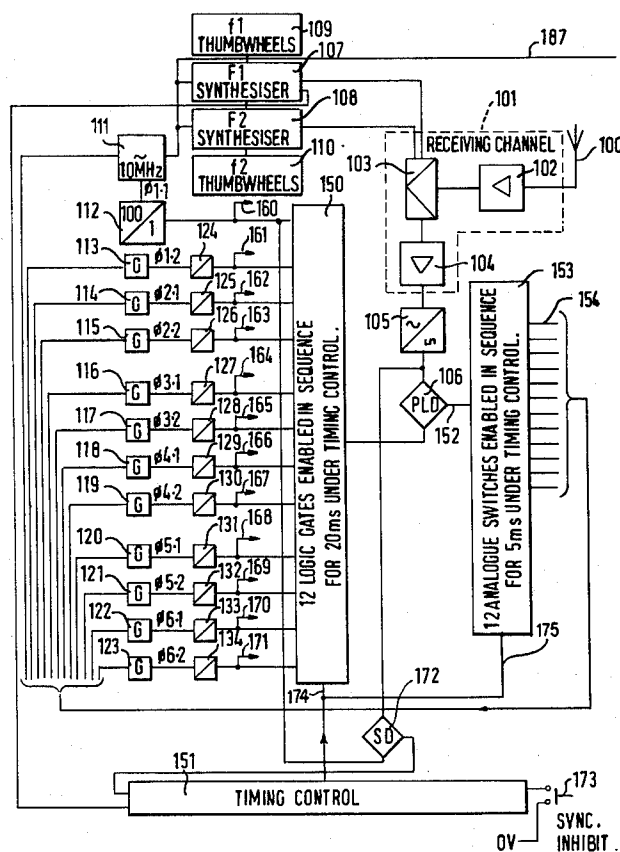 f1
THUMBWHEELS
109
107
187
F1
SYNTHESISER
108
F2
SYNTHESISER
101
111
10MHz
110
RECEIVING CHANNEL
100
f2
THUMBWHEELS
103
102
ø1·1
150
112
100
1
160
124
161
104
153
113
G
ø1·2
125
162
154
114
G
ø2·1
126
163
105
115
G
ø2·2
106
127
164
116
G
ø3·1
PLD
152
128
165
117
G
ø3·2
129
166
118
G
ø4·1
130
167
119
G
ø4·2
131
168
120
G
ø5·1
132
169
121
G
ø5·2
133
170
122
G
ø6·1
134
171
123
G
ø6·2
12 LOGIC GATES ENABLED IN SEQUENCE
FOR 20ms UNDER TIMING CONTROL.
12 ANALOGUE SWITCHES ENABLED IN SEQUENCE
FOR 5ms UNDER TIMING CONTROL.
175
174
172
SD
151
TIMING CONTROL
173
0V
SYNC.
INHIBIT.